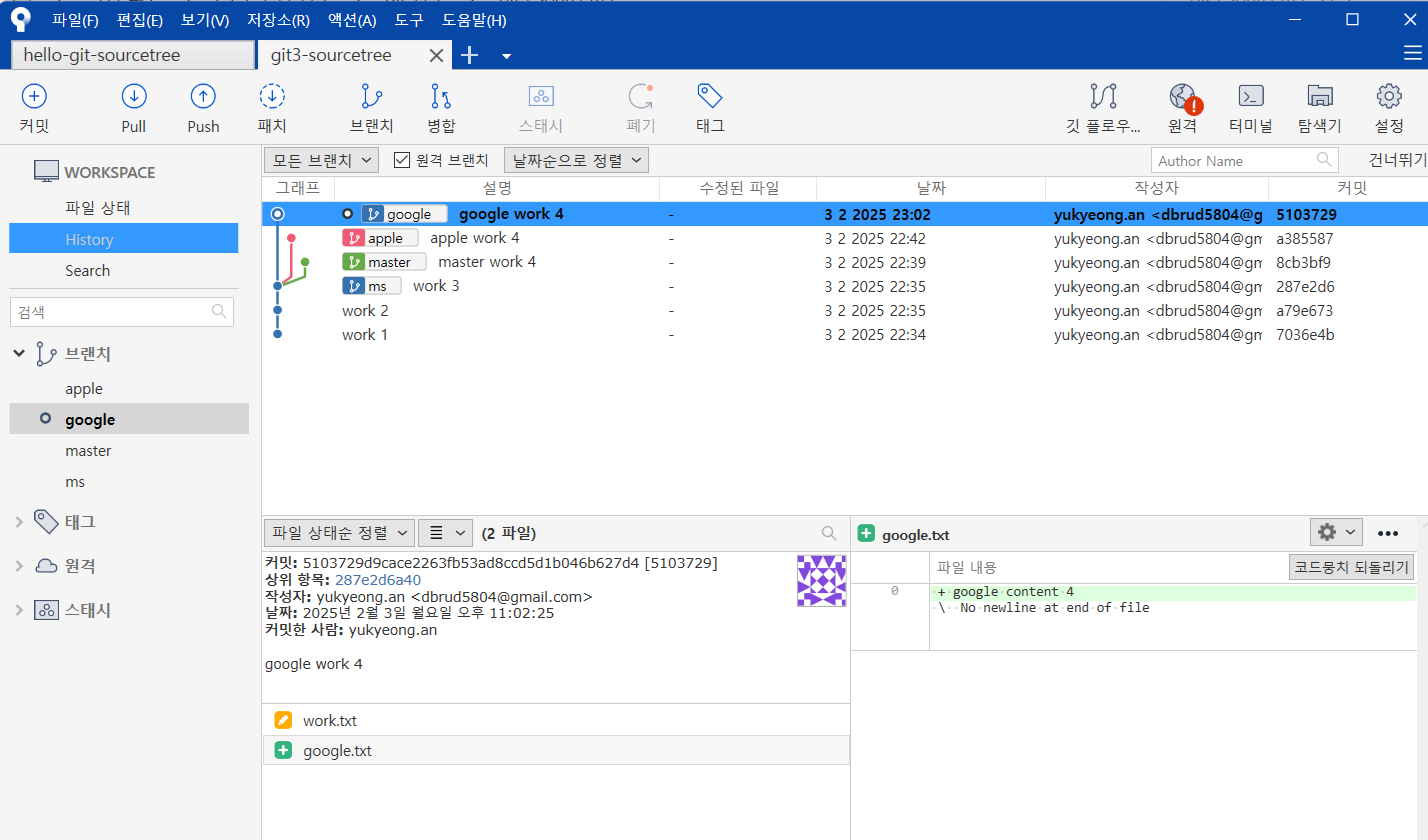 파일(F) 편집(E) 보기(V) 저장소(R) 액션(A) 도구 도움말(H)
hello-git-sourcetree git3-sourcetree
커밋 Pull Push 패치 브랜치 병합 스태시 폐기 태그 깃 플로우... 원격 터미널 탐색기 설정
WORKSPACE
파일 상태
History
Search
검색
브랜치
apple
google
master
ms
태그
원격
스태시
모든 브랜치 원격 브랜치 날짜순으로 정렬 Author Name 건너뛰기
그래프 설명 수정된 파일 날짜 작성자 커밋
google google work 4 - 3 2 2025 23:02 yukyeong.an <dbrud5804@g 5103729
apple apple work 4 - 3 2 2025 22:42 yukyeong.an <dbrud5804@gm a385587
master master work 4 - 3 2 2025 22:39 yukyeong.an <dbrud5804@gm 8cb3bf9
ms work 3 - 3 2 2025 22:35 yukyeong.an <dbrud5804@gm 287e2d6
work 2 - 3 2 2025 22:35 yukyeong.an <dbrud5804@gm a79e673
work 1 - 3 2 2025 22:34 yukyeong.an <dbrud5804@gm 7036e4b
파일 상태순 정렬 (2 파일)
커밋: 5103729d9cace2263fb53ad8ccd5d1b046b627d4 [5103729]
상위 항목: 287e2d6a40
작성자: yukyeong.an <dbrud5804@gmail.com>
날짜: 2025년 2월 3일 월요일 오후 11:02:25
커밋한 사람: yukyeong.an
google work 4
work.txt
google.txt
google.txt
파일 내용 코드뭉치 되돌리기
0 + google content 4
\ No newline at end of file